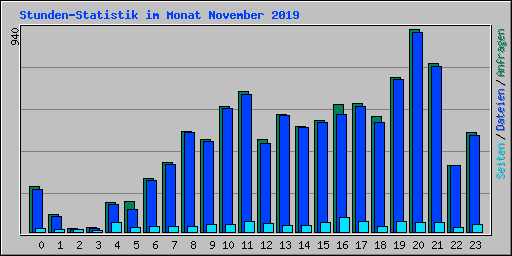 Stunden-Statistik im Monat November 2019
940
Seiten / Dateien / Anfragen
0 1 2 3 4 5 6 7 8 9 10 11 12 13 14 15 16 17 18 19 20 21 22 23